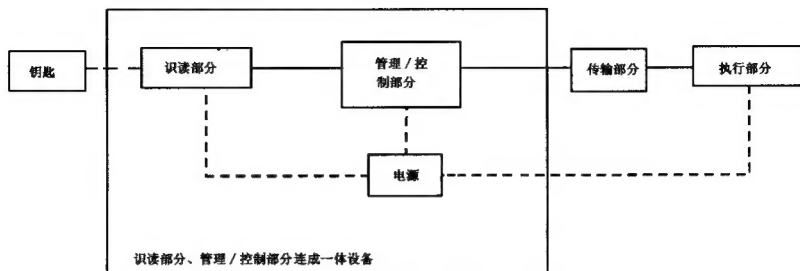 钥匙
识读部分
管理/控
制部分
传输部分
执行部分
电源
识读部分、管理/控制部分连成一体设备